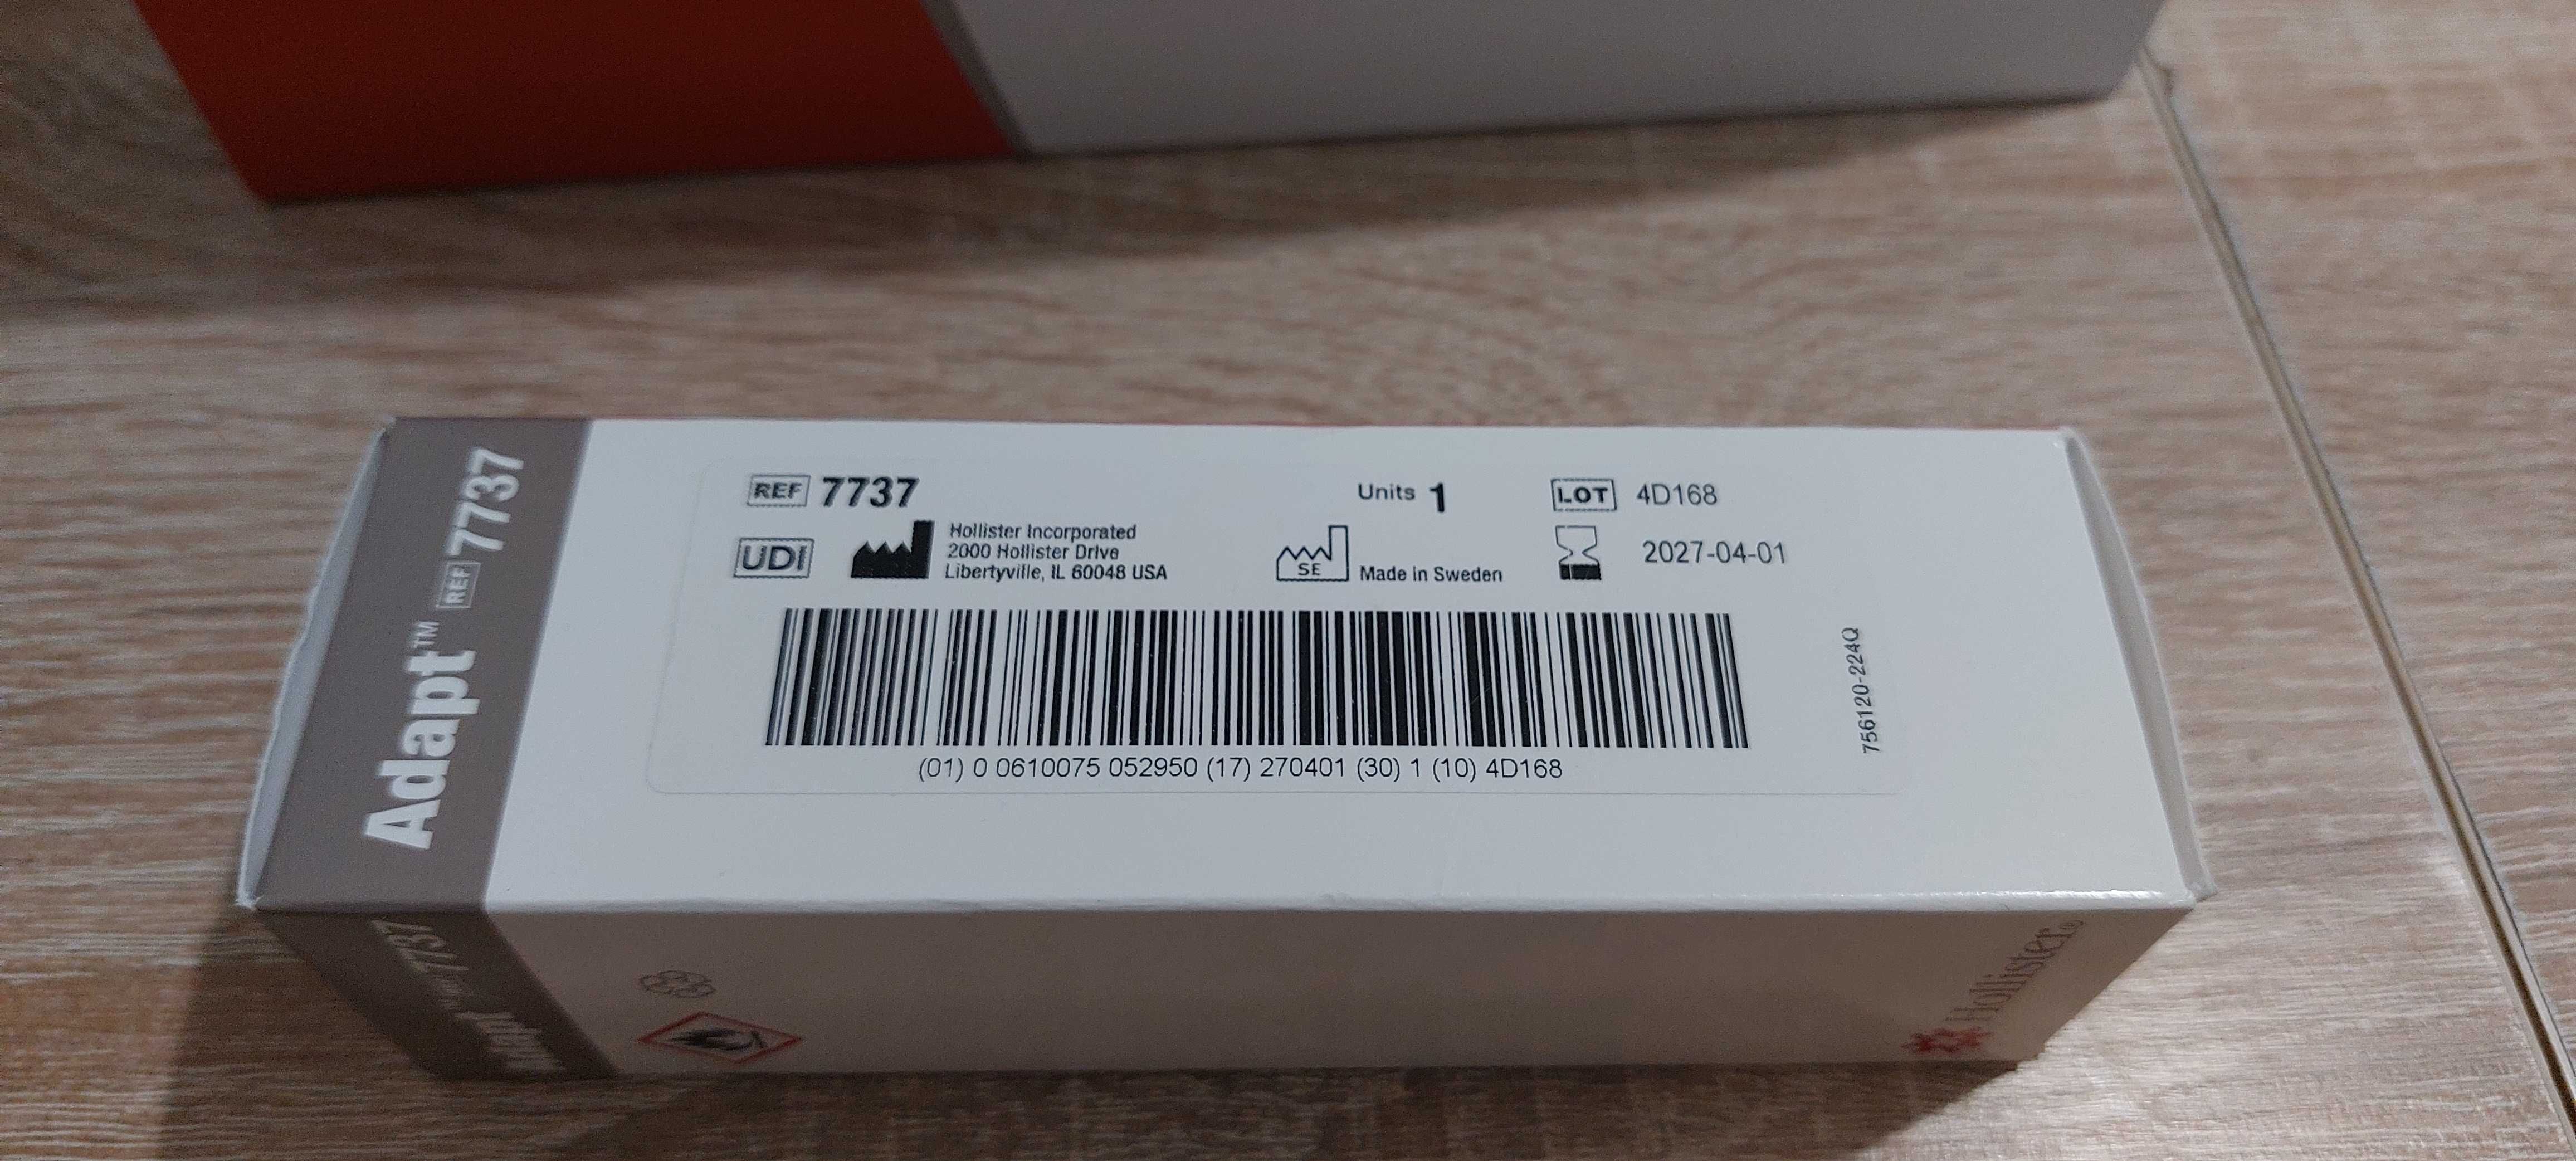 Adapt™ REF 7737
REF 7737
Units 1
LOT 4D168
UDI
Hollister Incorporated
2000 Hollister Drive
Libertyville, IL 60048 USA
SE
Made in Sweden
2027-04-01
(01) 0 0610075 052950 (17) 270401 (30) 1 (10) 4D168
756120-224Q
Adapt 7737
Hollister®